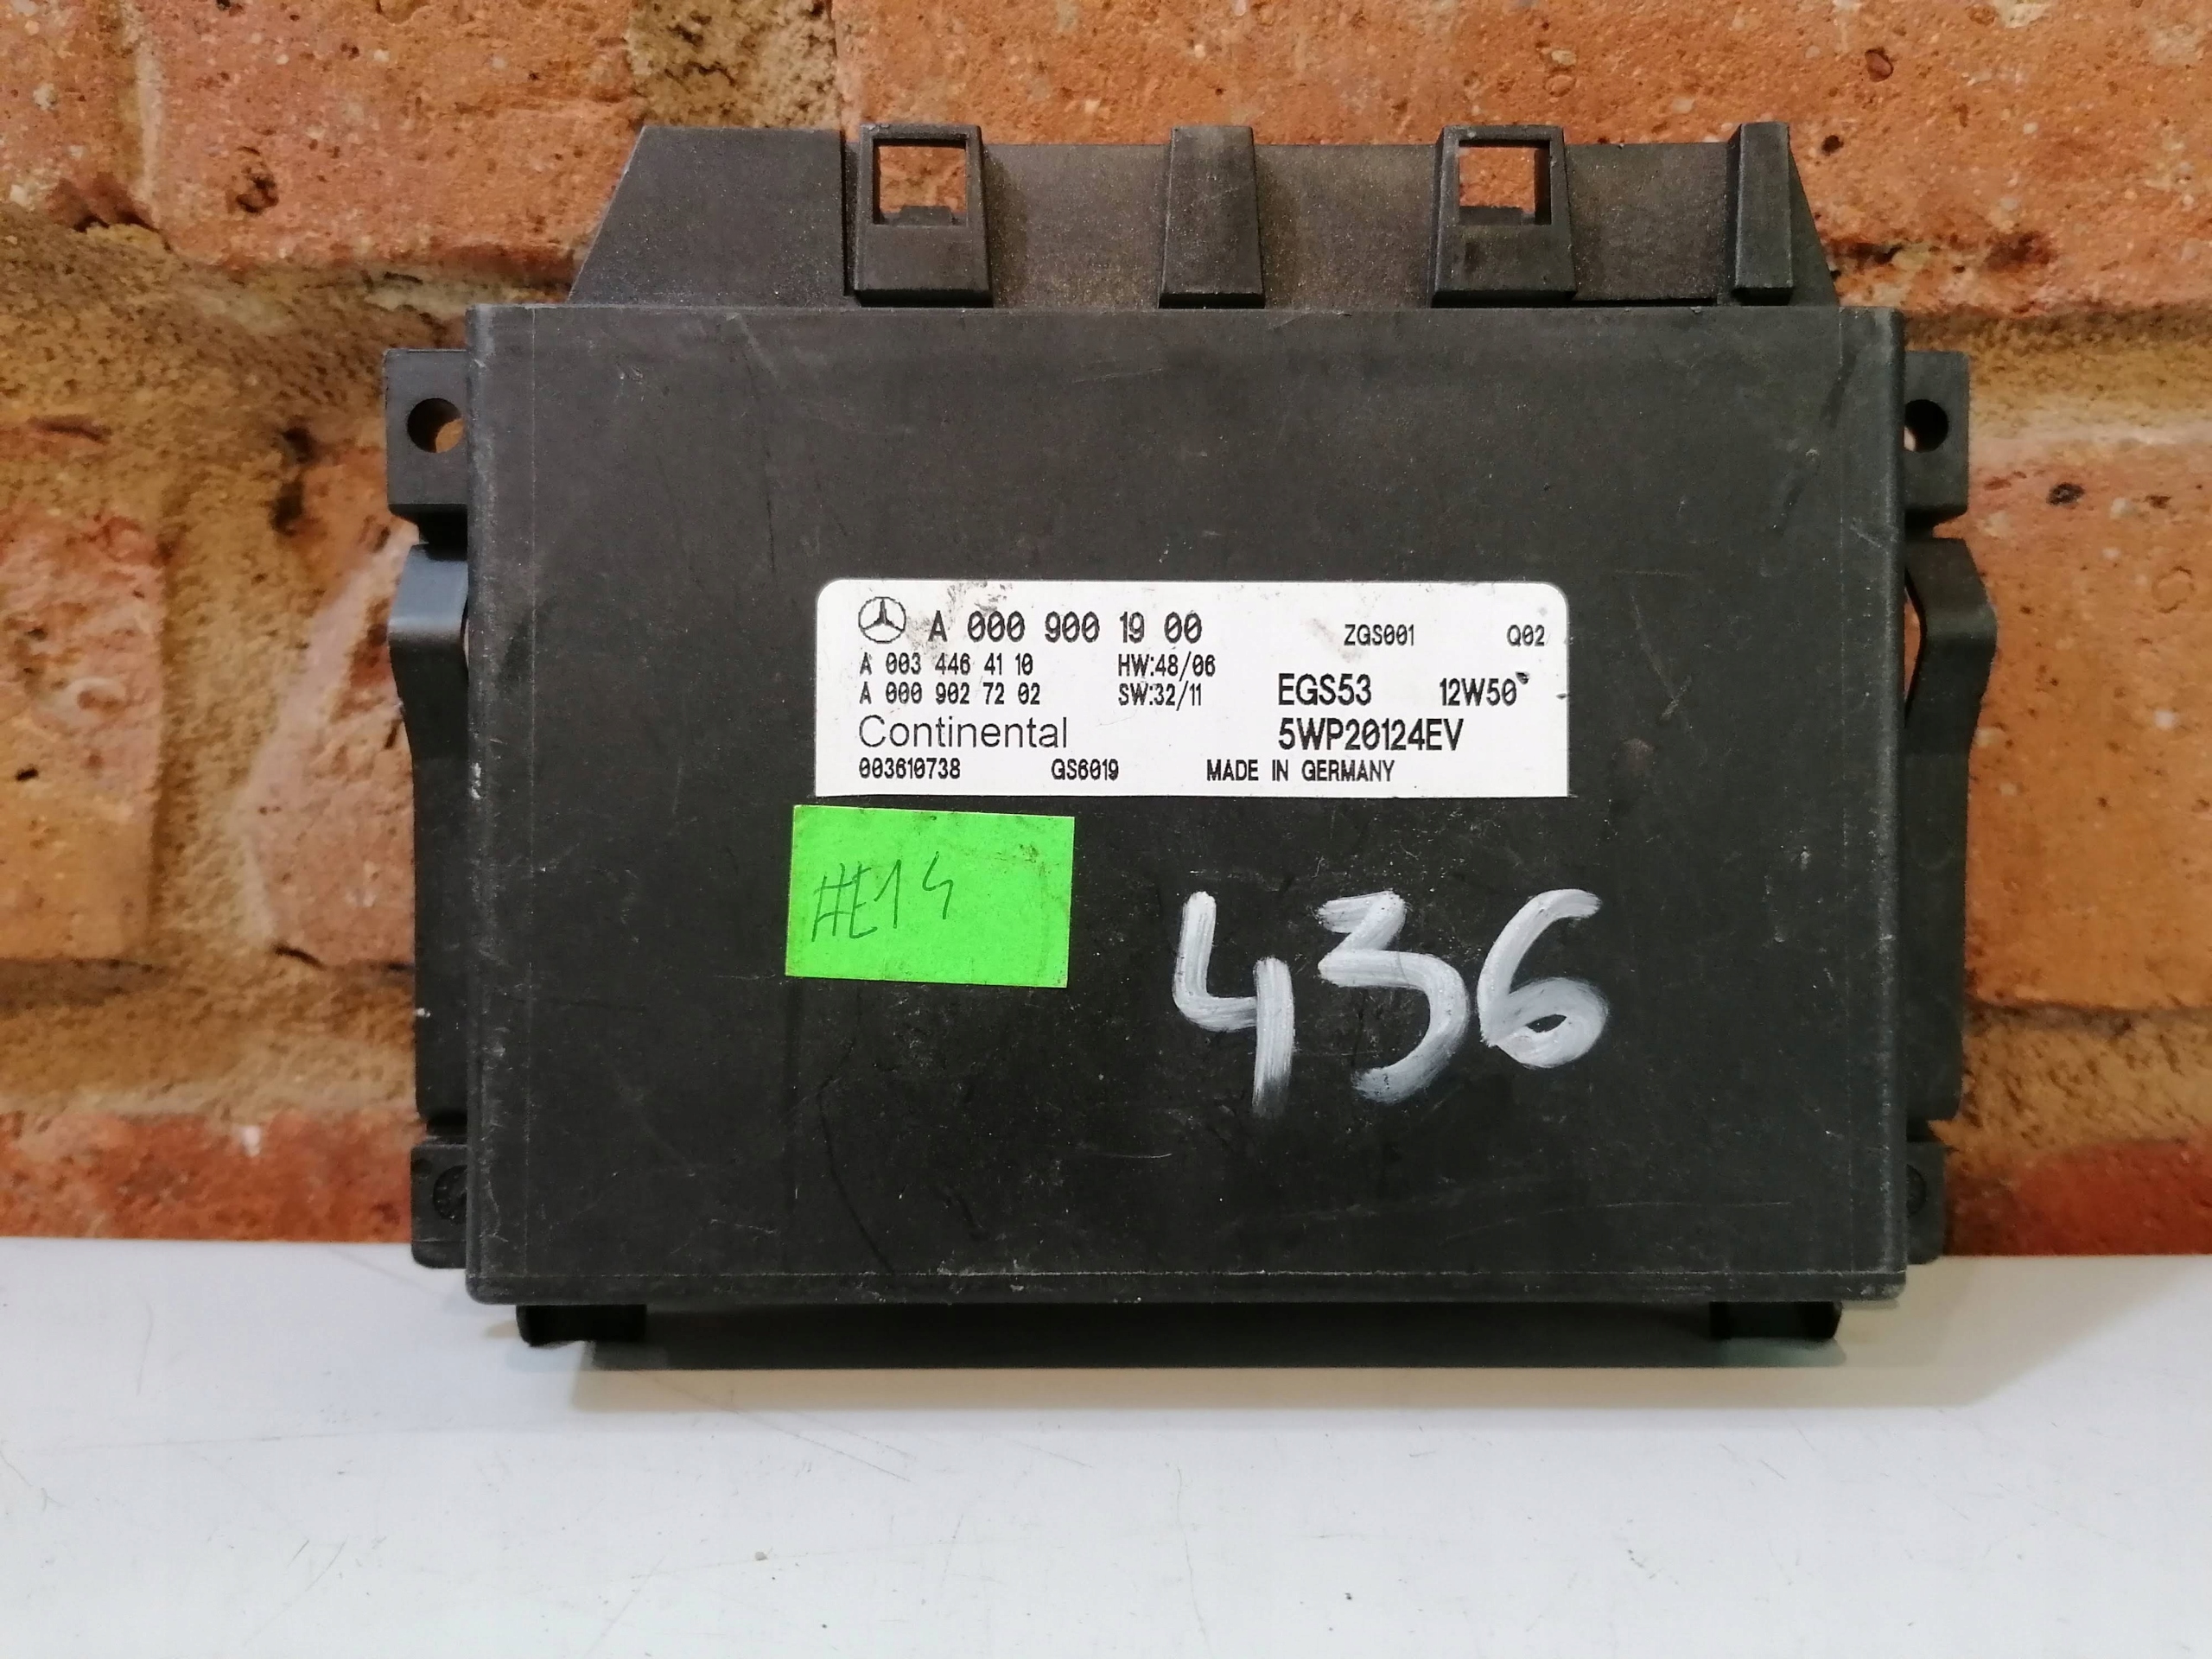 A 000 900 19 00 ZGS001 Q02
A 003 446 41 10 HW:48/06
A 000 902 72 02 SW:32/11 EGS53 12W50
Continental 5WP20124EV
003610738 GS6019 MADE IN GERMANY
#E14
436